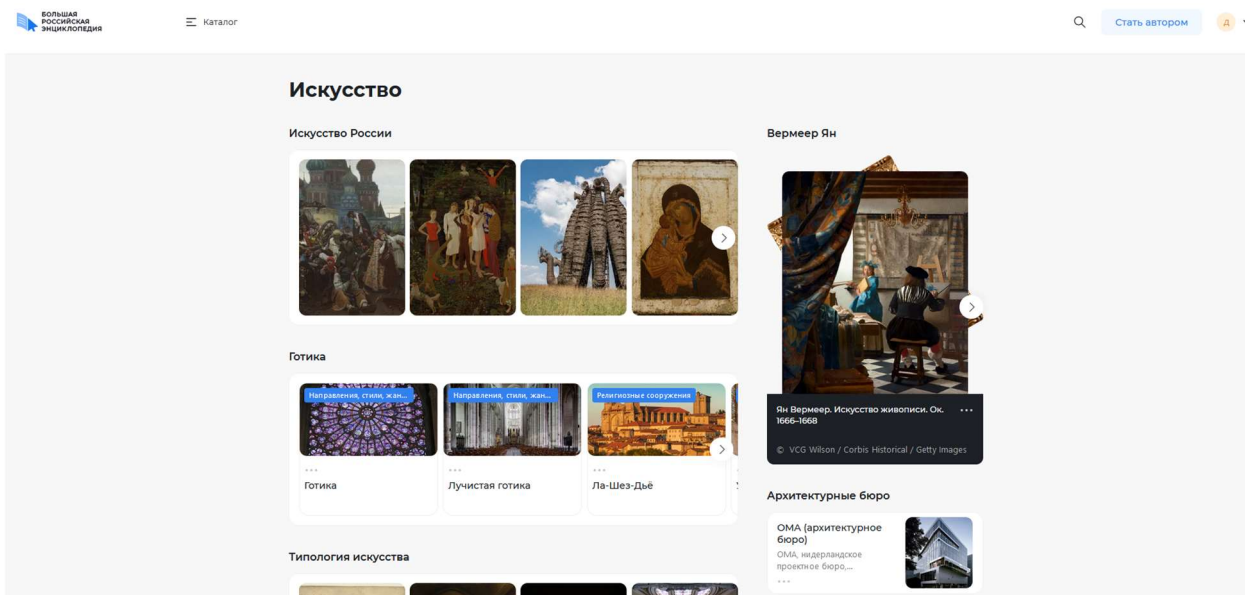 БОЛЬШАЯ
РОССИЙСКАЯ
ЭНЦИКЛОПЕДИЯ
Каталог
Стать автором
Д
Искусство
Искусство России
Вермеер Ян
Ян Вермеер. Искусство живописи. Ок.
1666–1668
© VCG Wilson / Corbis Historical / Getty Images
Готика
Направления, стили, жан...
Направления, стили, жан...
Религиозные сооружения
Готика
Лучистая готика
Ла-Шез-Дьё
Архитектурные бюро
OMA (архитектурное
бюро)
OMA, нидерландское
проектное бюро,...
Типология искусства